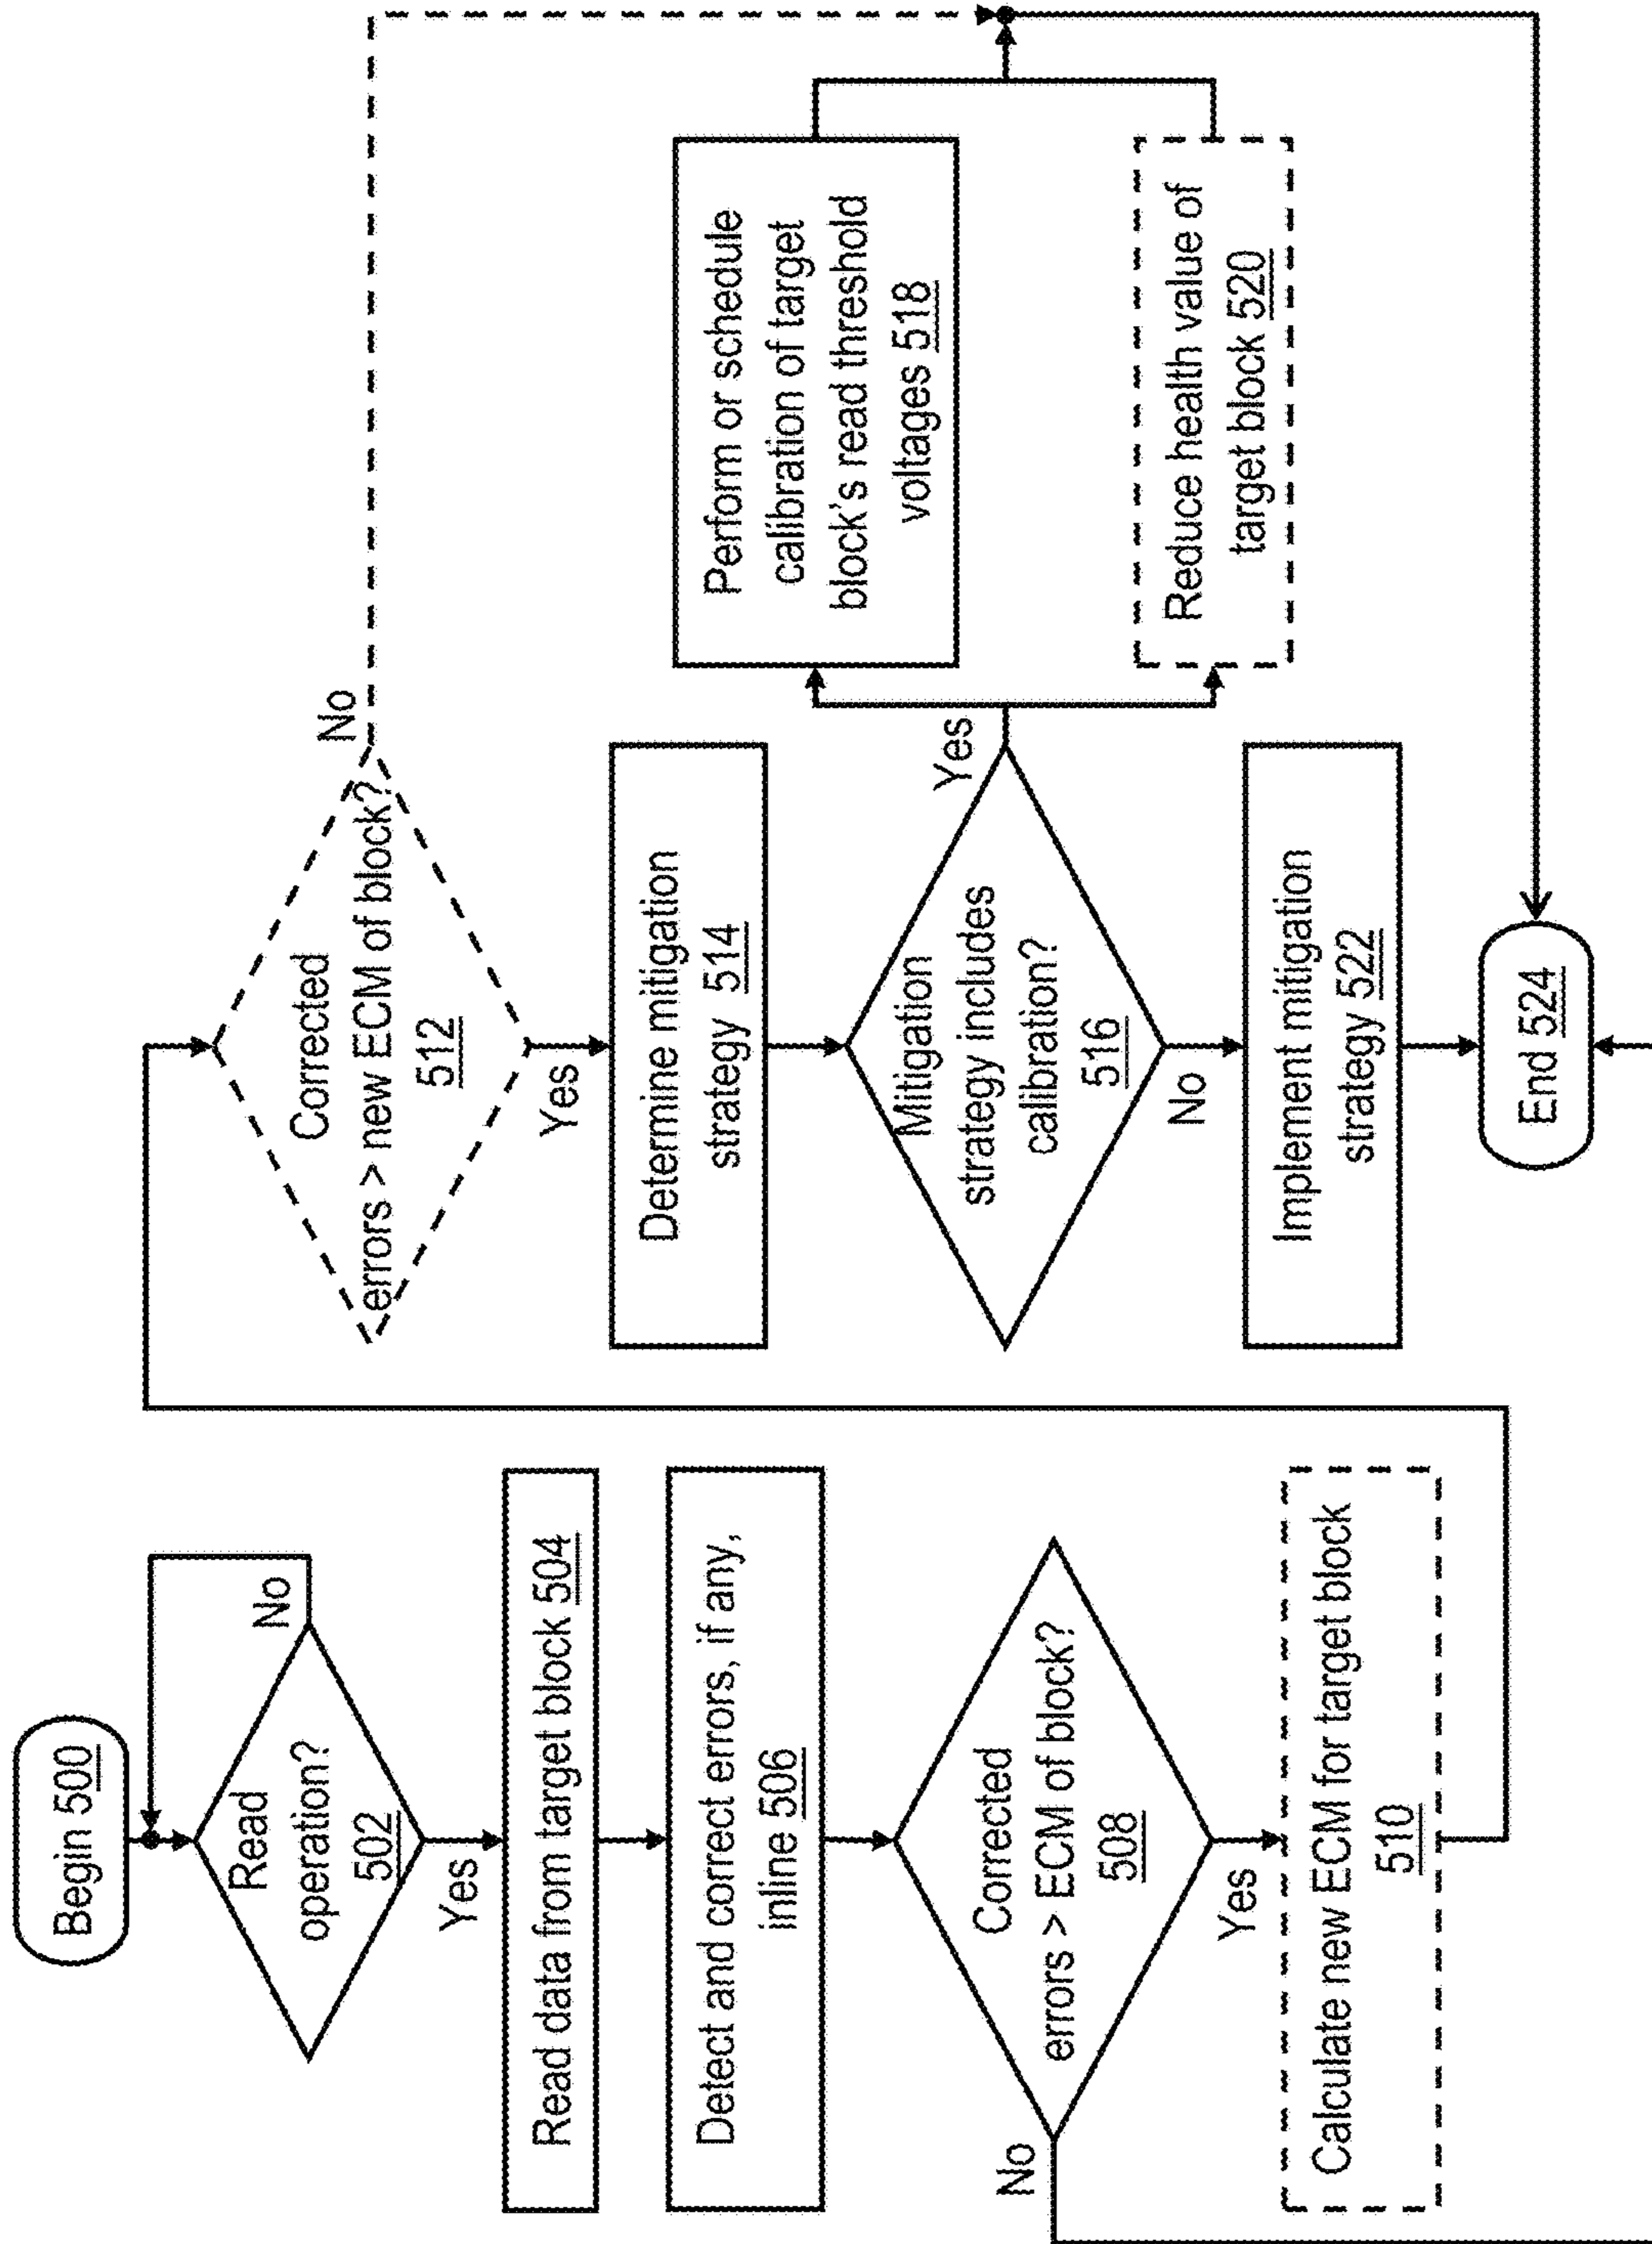 Begin 500
Read
operation?
502
No
Yes
Read data from target block 504
Detect and correct errors, if any,
inline 506
Corrected
errors > ECM of block?
508
No
Yes
Calculate new ECM for target block
510
Corrected
errors > new ECM of block?
512
No
Yes
Determine mitigation
strategy 514
Mitigation
strategy includes
calibration?
516
Yes
No
Perform or schedule
calibration of target
block's read threshold
voltages 518
Reduce health value of
target block 520
Implement mitigation
strategy 522
End 524